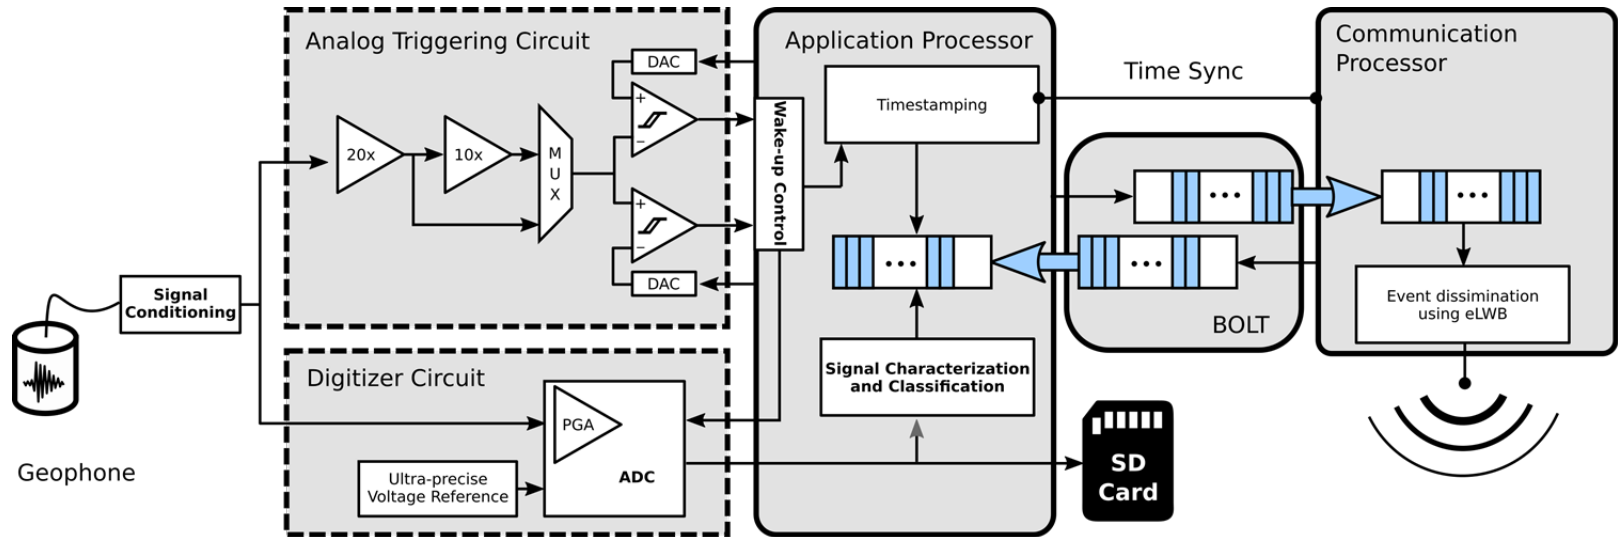 Analog Triggering Circuit
20x
10x
M
U
X
DAC
+
−
+
−
DAC
Signal
Conditioning
Geophone
Digitizer Circuit
PGA
ADC
Ultra-precise
Voltage Reference
Application Processor
Wake-up Control
Timestamping
•••
Signal Characterization
and Classification
Time Sync
•••
•••
BOLT
SD
Card
Communication
Processor
•••
Event dissimination
using eLWB